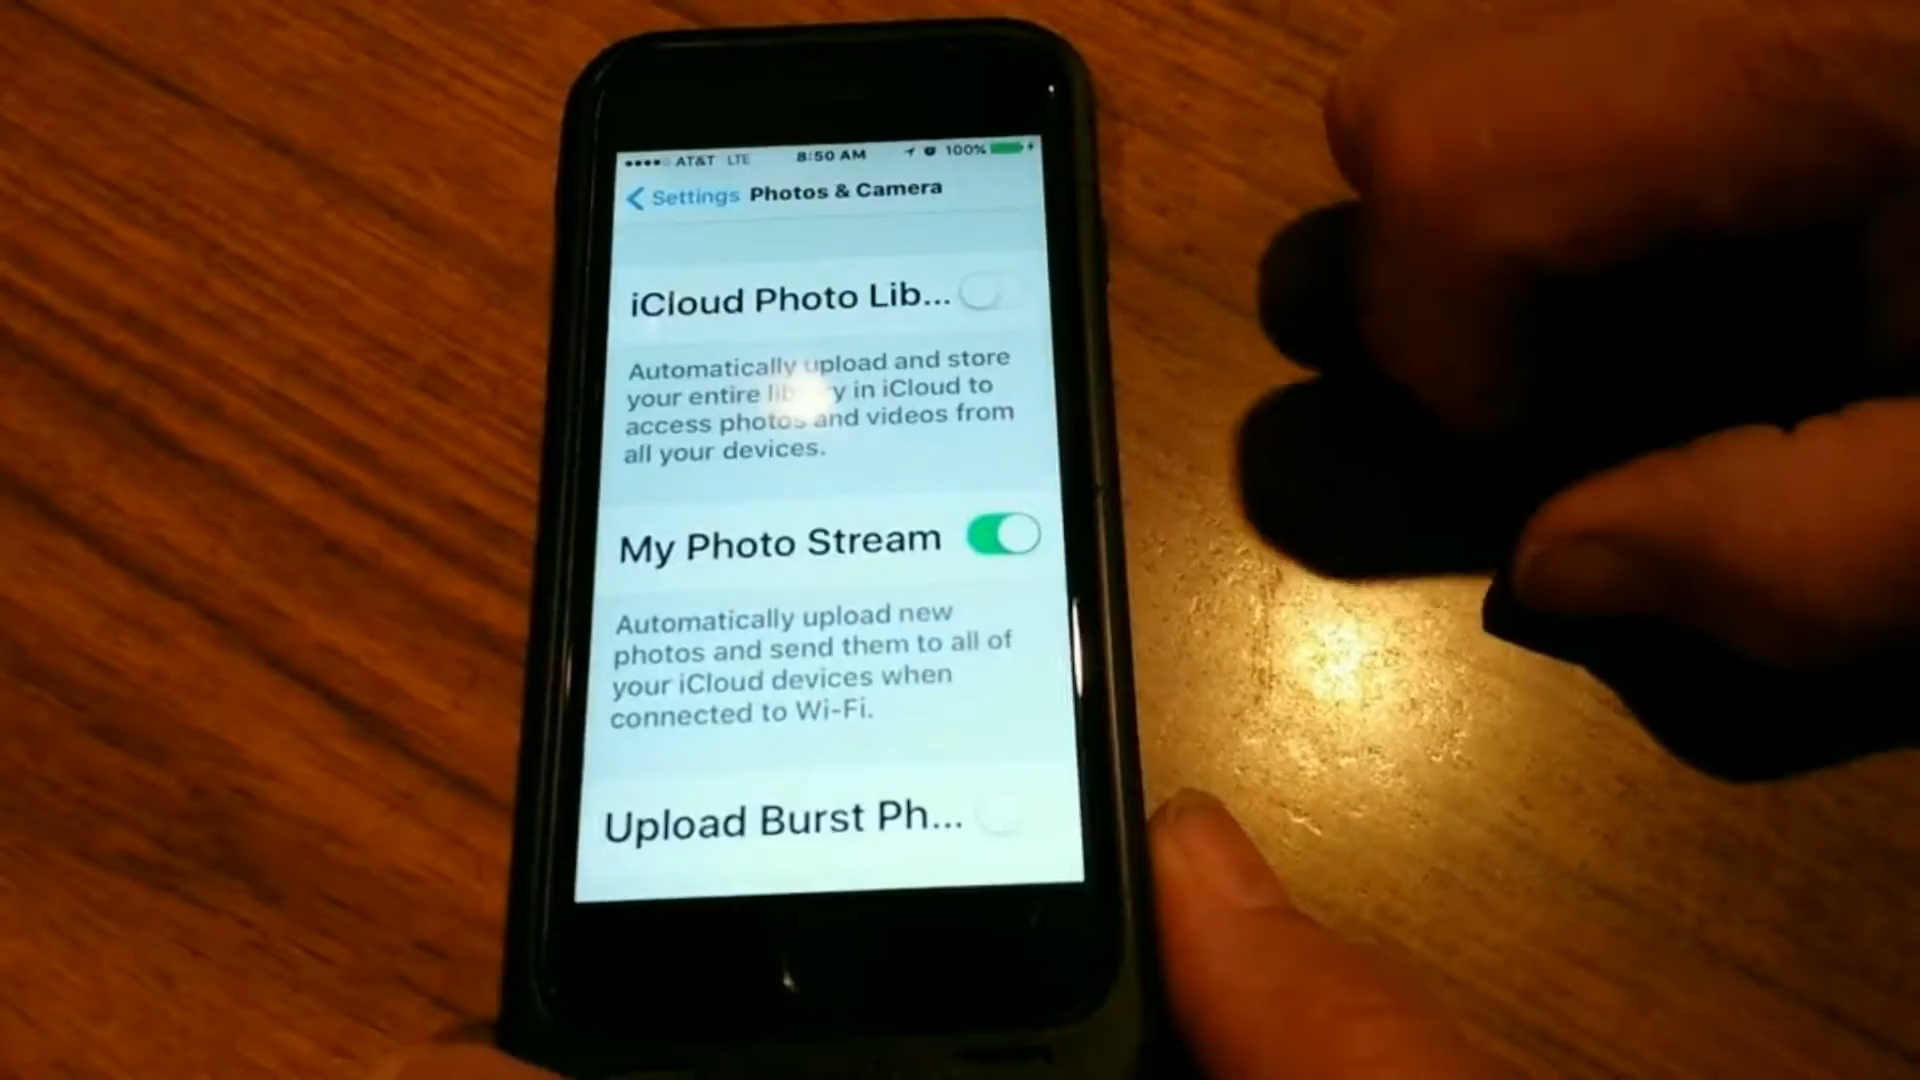 AT&T LTE 8:50 AM 100%
Settings Photos & Camera
iCloud Photo Lib...
Automatically upload and store
your entire library in iCloud to
access photos and videos from
all your devices.
My Photo Stream
Automatically upload new
photos and send them to all of
your iCloud devices when
connected to Wi-Fi.
Upload Burst Ph...